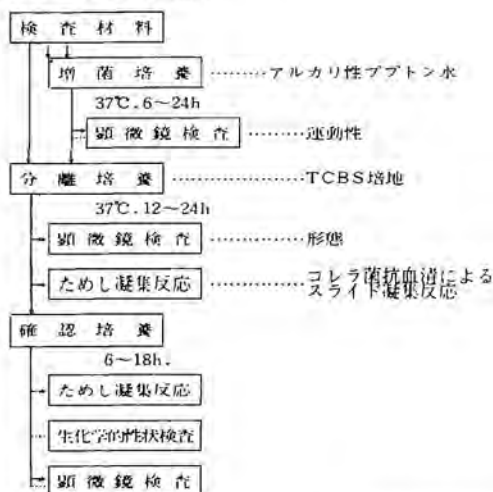 検査材料
増菌培養 ………アルカリ性ププトン水
37℃.6~24h
顕微鏡検査 ………運動性
分離培養 ……………TCBS培地
37℃.12~24h
顕微鏡検査 …………形態
ためし凝集反応 …………コレラ菌抗血清による
スライド凝集反応
確認培養
6~18h.
ためし凝集反応
生化学的性状検査
顕微鏡検査